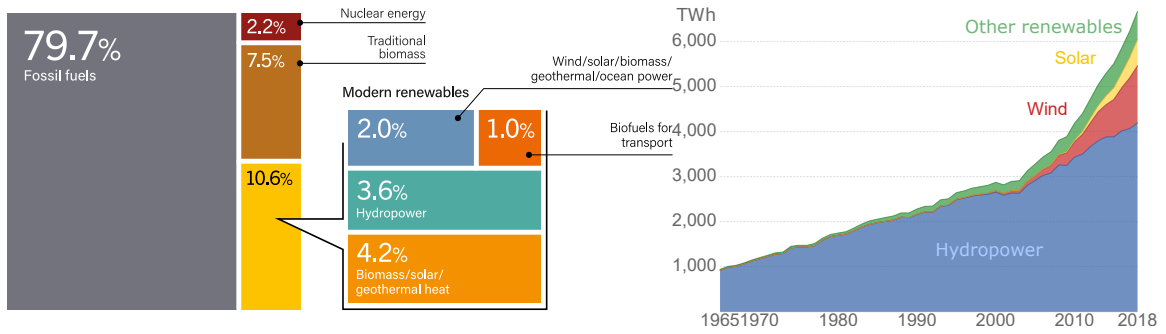 79.7%
Fossil fuels
2.2%
Nuclear energy
7.5%
Traditional
biomass
10.6%
Modern renewables
Wind/solar/biomass/
geothermal/ocean power
2.0%
1.0%
Biofuels for
transport
3.6%
Hydropower
4.2%
Biomass/solar/
geothermal heat
TWh
6,000
5,000
4,000
3,000
2,000
1,000
Other renewables
Solar
Wind
Hydropower
1965 1970 1980 1990 2000 2010 2018